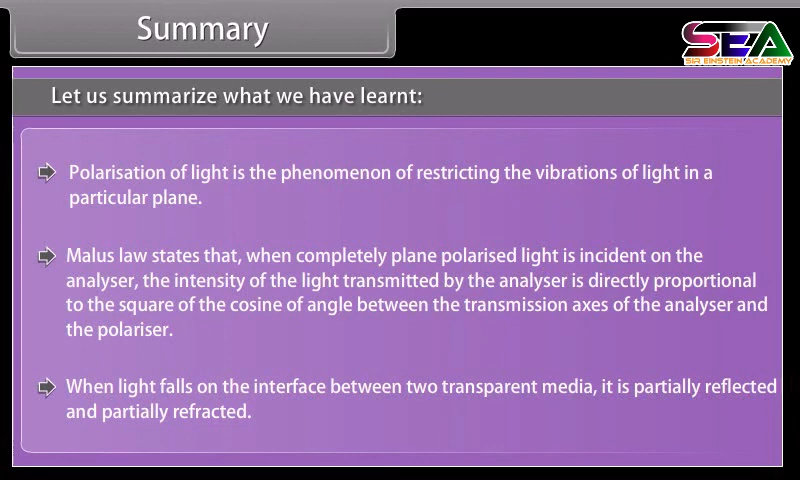 Summary
SEA
SIR EINSTEIN ACADEMY
Let us summarize what we have learnt:
Polarisation of light is the phenomenon of restricting the vibrations of light in a
particular plane.
Malus law states that, when completely plane polarised light is incident on the
analyser, the intensity of the light transmitted by the analyser is directly proportional
to the square of the cosine of angle between the transmission axes of the analyser and
the polariser.
When light falls on the interface between two transparent media, it is partially reflected
and partially refracted.